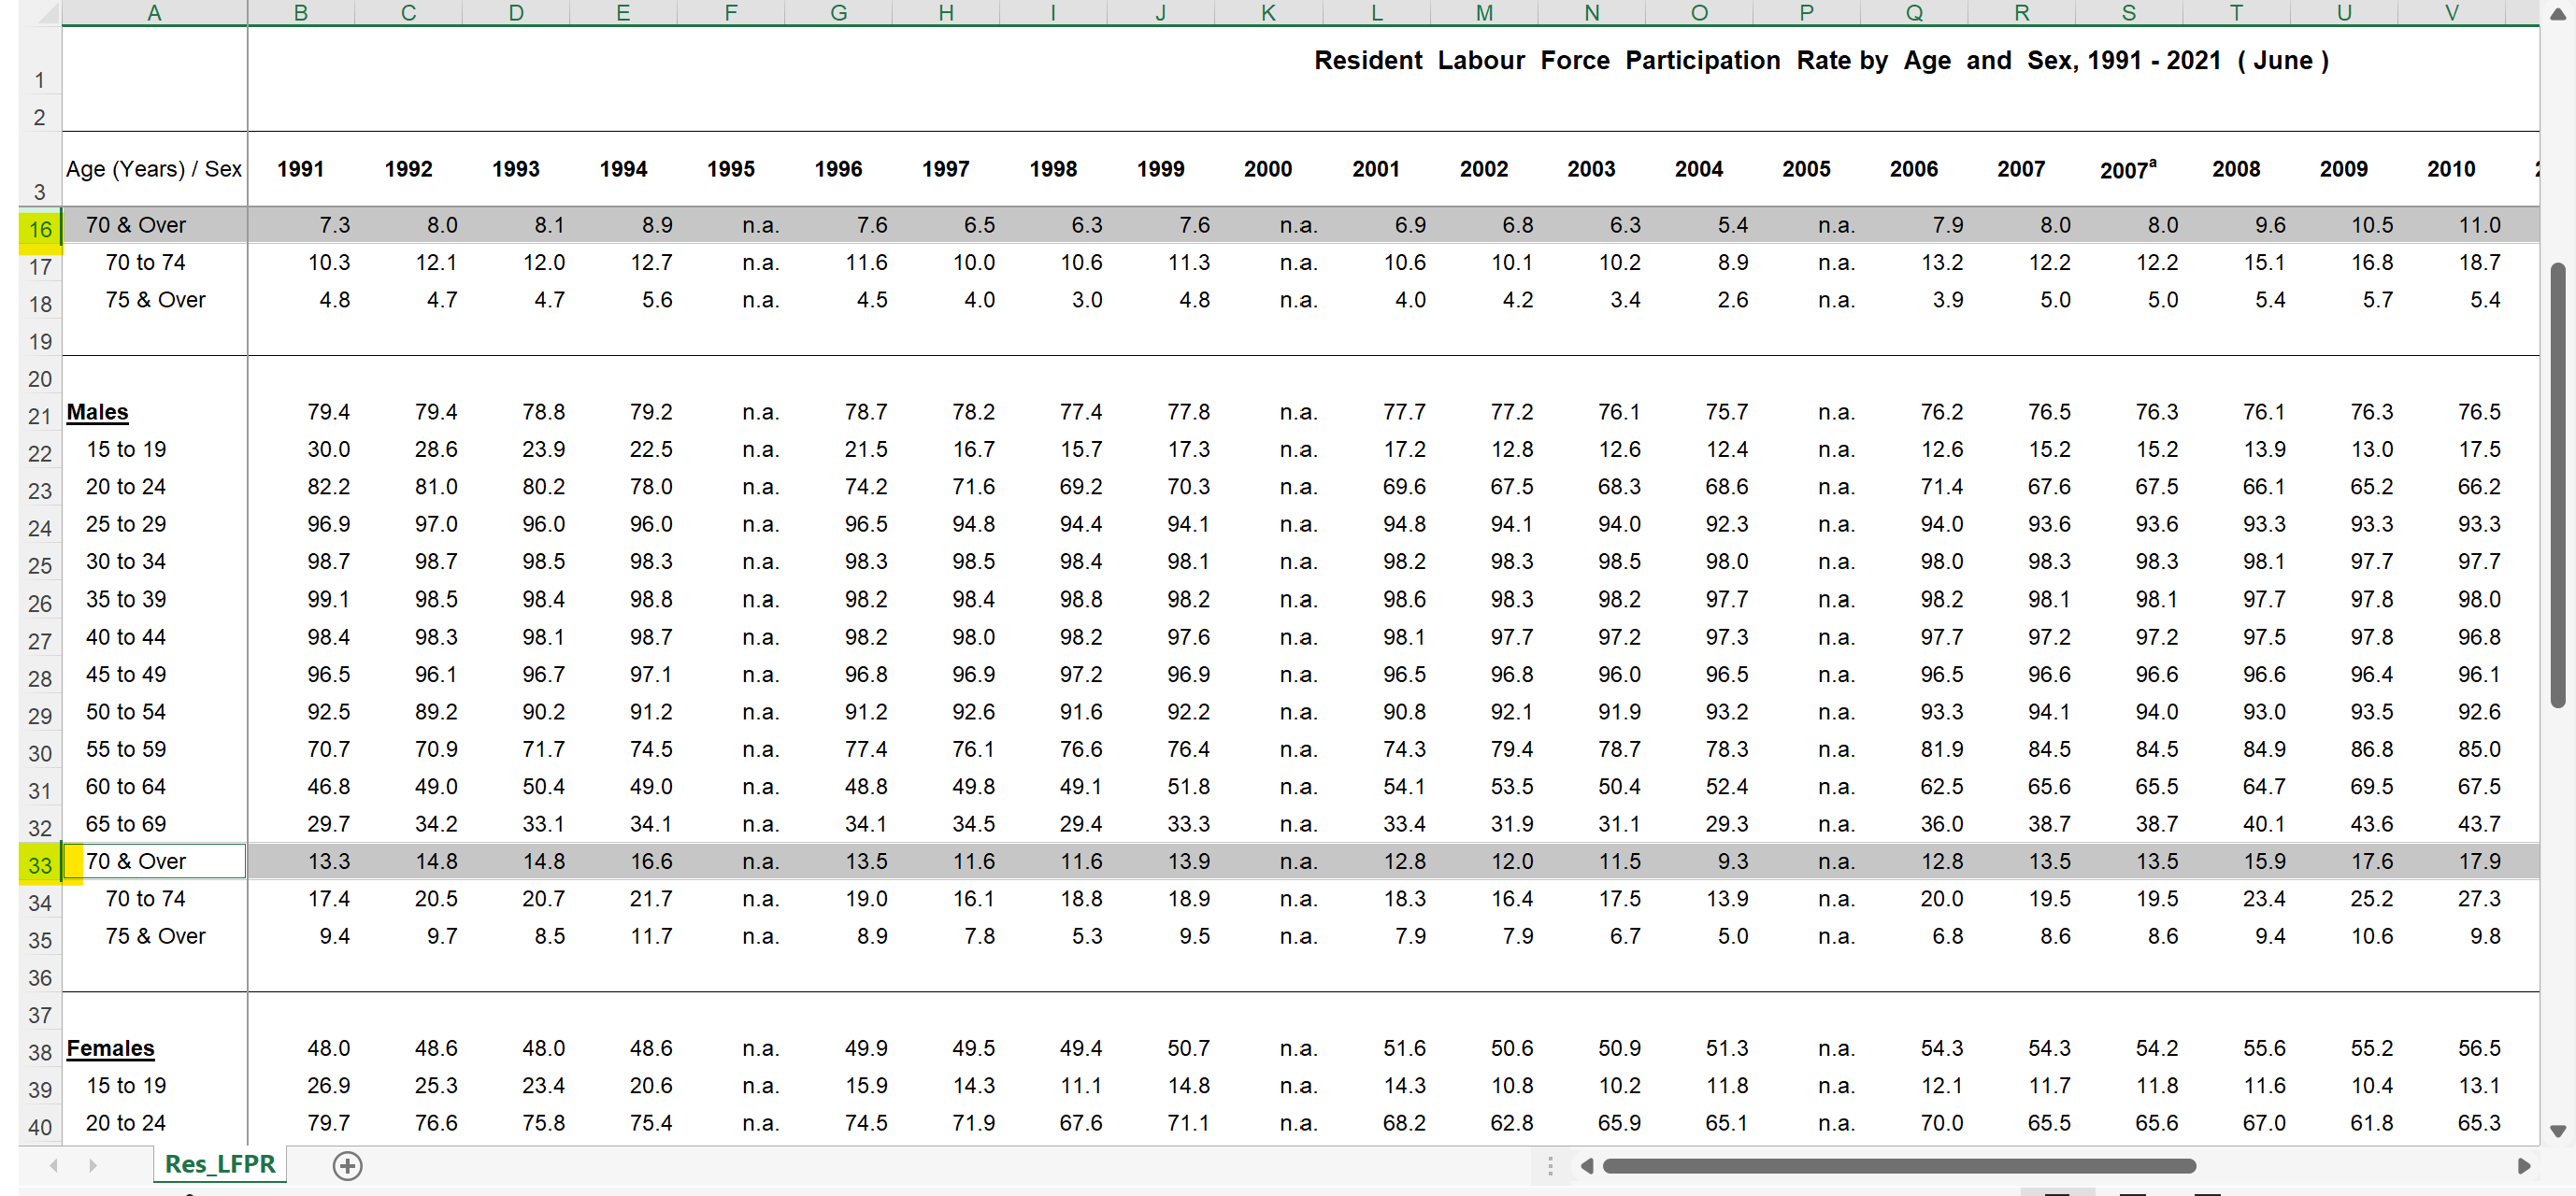 A B C D E F G H I J K L M N O P Q R S T U V
1 Resident Labour Force Participation Rate by Age and Sex, 1991 - 2021 ( June )
2
3 Age (Years) / Sex 1991 1992 1993 1994 1995 1996 1997 1998 1999 2000 2001 2002 2003 2004 2005 2006 2007 2007ª 2008 2009 2010
16 70 & Over 7.3 8.0 8.1 8.9 n.a. 7.6 6.5 6.3 7.6 n.a. 6.9 6.8 6.3 5.4 n.a. 7.9 8.0 8.0 9.6 10.5 11.0
17 70 to 74 10.3 12.1 12.0 12.7 n.a. 11.6 10.0 10.6 11.3 n.a. 10.6 10.1 10.2 8.9 n.a. 13.2 12.2 12.2 15.1 16.8 18.7
18 75 & Over 4.8 4.7 4.7 5.6 n.a. 4.5 4.0 3.0 4.8 n.a. 4.0 4.2 3.4 2.6 n.a. 3.9 5.0 5.0 5.4 5.7 5.4
19
20
21 Males 79.4 79.4 78.8 79.2 n.a. 78.7 78.2 77.4 77.8 n.a. 77.7 77.2 76.1 75.7 n.a. 76.2 76.5 76.3 76.1 76.3 76.5
22 15 to 19 30.0 28.6 23.9 22.5 n.a. 21.5 16.7 15.7 17.3 n.a. 17.2 12.8 12.6 12.4 n.a. 12.6 15.2 15.2 13.9 13.0 17.5
23 20 to 24 82.2 81.0 80.2 78.0 n.a. 74.2 71.6 69.2 70.3 n.a. 69.6 67.5 68.3 68.6 n.a. 71.4 67.6 67.5 66.1 65.2 66.2
24 25 to 29 96.9 97.0 96.0 96.0 n.a. 96.5 94.8 94.4 94.1 n.a. 94.8 94.1 94.0 92.3 n.a. 94.0 93.6 93.6 93.3 93.3 93.3
25 30 to 34 98.7 98.7 98.5 98.3 n.a. 98.3 98.5 98.4 98.1 n.a. 98.2 98.3 98.5 98.0 n.a. 98.0 98.3 98.3 98.1 97.7 97.7
26 35 to 39 99.1 98.5 98.4 98.8 n.a. 98.2 98.4 98.8 98.2 n.a. 98.6 98.3 98.2 97.7 n.a. 98.2 98.1 98.1 97.7 97.8 98.0
27 40 to 44 98.4 98.3 98.1 98.7 n.a. 98.2 98.0 98.2 97.6 n.a. 98.1 97.7 97.2 97.3 n.a. 97.7 97.2 97.2 97.5 97.8 96.8
28 45 to 49 96.5 96.1 96.7 97.1 n.a. 96.8 96.9 97.2 96.9 n.a. 96.5 96.8 96.0 96.5 n.a. 96.5 96.6 96.6 96.6 96.4 96.1
29 50 to 54 92.5 89.2 90.2 91.2 n.a. 91.2 92.6 91.6 92.2 n.a. 90.8 92.1 91.9 93.2 n.a. 93.3 94.1 94.0 93.0 93.5 92.6
30 55 to 59 70.7 70.9 71.7 74.5 n.a. 77.4 76.1 76.6 76.4 n.a. 74.3 79.4 78.7 78.3 n.a. 81.9 84.5 84.5 84.9 86.8 85.0
31 60 to 64 46.8 49.0 50.4 49.0 n.a. 48.8 49.8 49.1 51.8 n.a. 54.1 53.5 50.4 52.4 n.a. 62.5 65.6 65.5 64.7 69.5 67.5
32 65 to 69 29.7 34.2 33.1 34.1 n.a. 34.1 34.5 29.4 33.3 n.a. 33.4 31.9 31.1 29.3 n.a. 36.0 38.7 38.7 40.1 43.6 43.7
33 70 & Over 13.3 14.8 14.8 16.6 n.a. 13.5 11.6 11.6 13.9 n.a. 12.8 12.0 11.5 9.3 n.a. 12.8 13.5 13.5 15.9 17.6 17.9
34 70 to 74 17.4 20.5 20.7 21.7 n.a. 19.0 16.1 18.8 18.9 n.a. 18.3 16.4 17.5 13.9 n.a. 20.0 19.5 19.5 23.4 25.2 27.3
35 75 & Over 9.4 9.7 8.5 11.7 n.a. 8.9 7.8 5.3 9.5 n.a. 7.9 7.9 6.7 5.0 n.a. 6.8 8.6 8.6 9.4 10.6 9.8
36
37
38 Females 48.0 48.6 48.0 48.6 n.a. 49.9 49.5 49.4 50.7 n.a. 51.6 50.6 50.9 51.3 n.a. 54.3 54.3 54.2 55.6 55.2 56.5
39 15 to 19 26.9 25.3 23.4 20.6 n.a. 15.9 14.3 11.1 14.8 n.a. 14.3 10.8 10.2 11.8 n.a. 12.1 11.7 11.8 11.6 10.4 13.1
40 20 to 24 79.7 76.6 75.8 75.4 n.a. 74.5 71.9 67.6 71.1 n.a. 68.2 62.8 65.9 65.1 n.a. 70.0 65.5 65.6 67.0 61.8 65.3
Res_LFPR